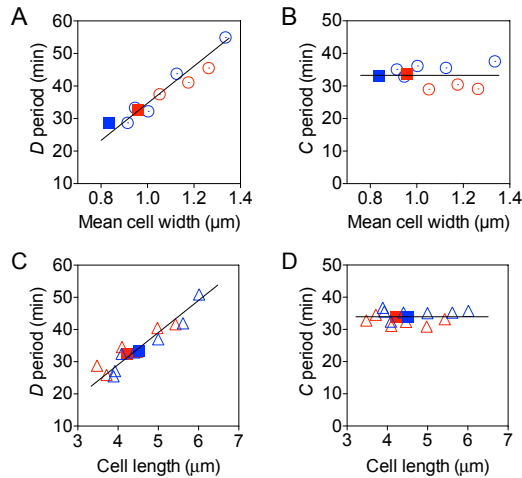 A
D period (min)
60
50
40
30
20
10
0.8 1.0 1.2 1.4
Mean cell width (μm)
B
C period (min)
60
50
40
30
20
10
0
0.8 1.0 1.2 1.4
Mean cell width (μm)
C
D period (min)
60
50
40
30
20
10
3 4 5 6 7
Cell length (μm)
D
C period (min)
60
50
40
30
20
10
0
3 4 5 6 7
Cell length (μm)